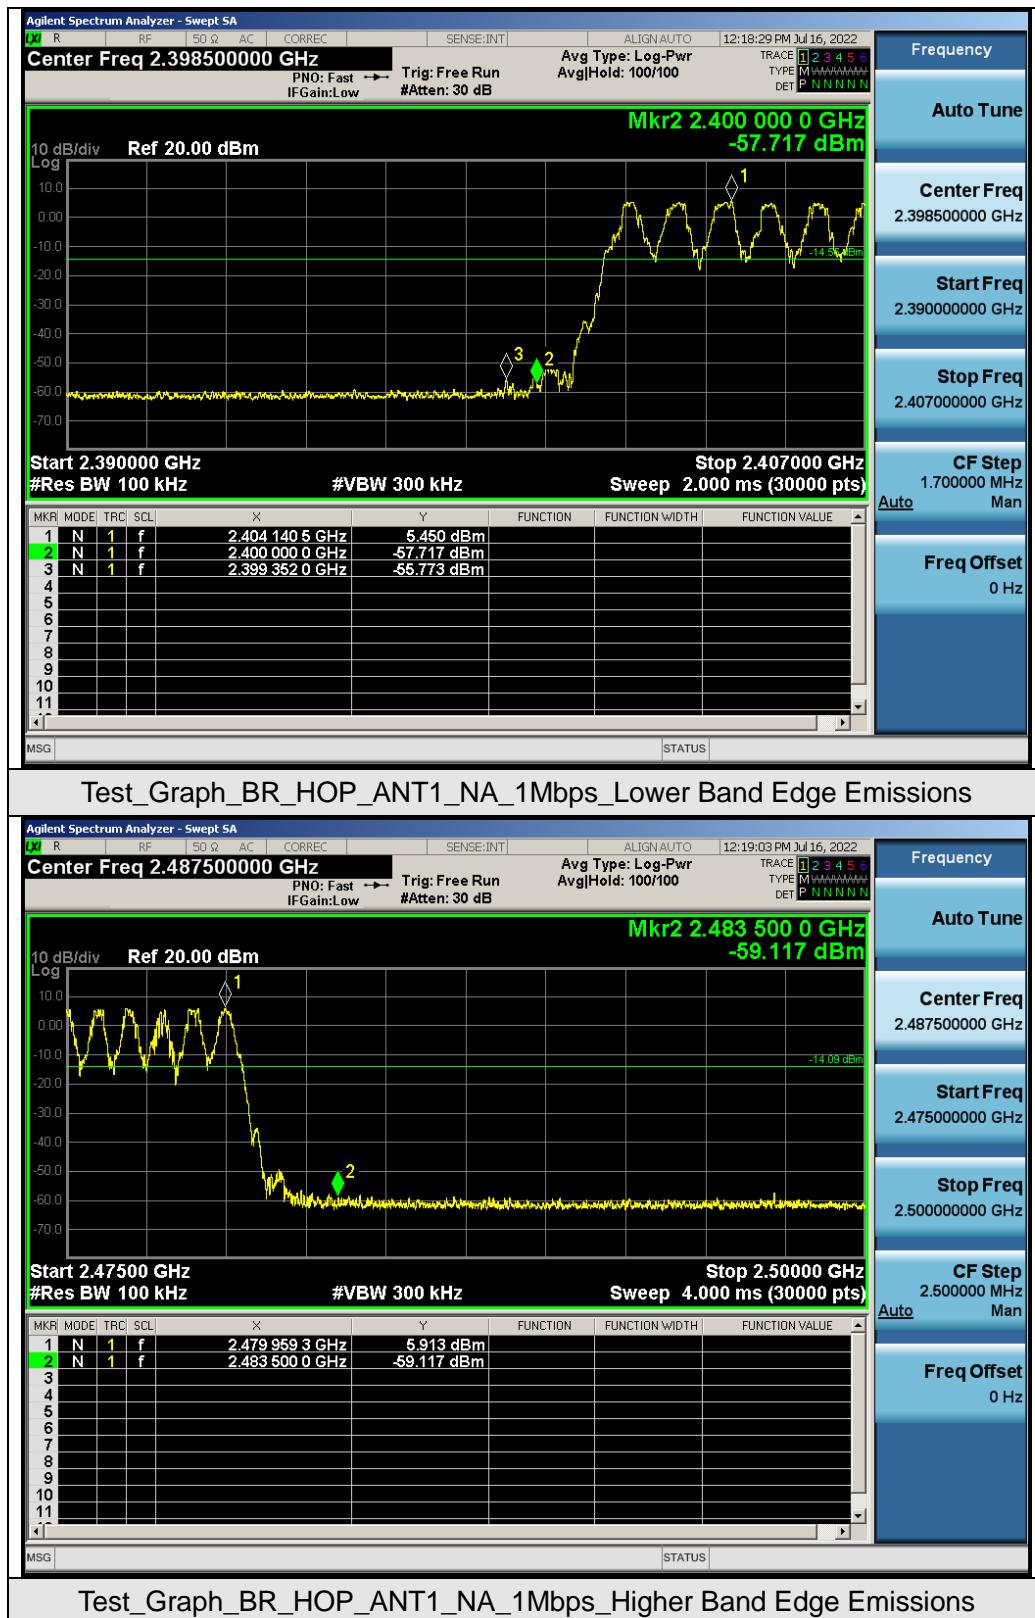 Agilent Spectrum Analyzer - Swept SA
LXI R RF 50 Ω AC CORREC SENSE:INT ALIGN AUTO 12:18:29 PM Jul 16, 2022
Center Freq 2.398500000 GHz
PNO: Fast
IFGain:Low
Trig: Free Run
#Atten: 30 dB
Avg Type: Log-Pwr
Avg|Hold: 100/100
TRACE 1 2 3 4 5 6
TYPE M WWWWW
DET P N N N N N
Frequency
Auto Tune
Center Freq
2.398500000 GHz
Start Freq
2.390000000 GHz
Stop Freq
2.407000000 GHz
CF Step
1.700000 MHz
Auto Man
Freq Offset
0 Hz
Mkr2 2.400 000 0 GHz
-57.717 dBm
10 dB/div Ref 20.00 dBm
Log
10.0
0.00
-10.0
-20.0
-30.0
-40.0
-50.0
-60.0
-70.0
1
-14.55 dBm
3
2
Start 2.390000 GHz Stop 2.407000 GHz
#Res BW 100 kHz #VBW 300 kHz Sweep 2.000 ms (30000 pts)
MKR MODE TRC SCL X Y FUNCTION FUNCTION WIDTH FUNCTION VALUE
1 N 1 f 2.404 140 5 GHz 5.450 dBm
2 N 1 f 2.400 000 0 GHz -57.717 dBm
3 N 1 f 2.399 352 0 GHz -55.773 dBm
4
5
6
7
8
9
10
11
MSG STATUS
Test_Graph_BR_HOP_ANT1_NA_1Mbps_Lower Band Edge Emissions
Agilent Spectrum Analyzer - Swept SA
LXI R RF 50 Ω AC CORREC SENSE:INT ALIGN AUTO 12:19:03 PM Jul 16, 2022
Center Freq 2.487500000 GHz
PNO: Fast
IFGain:Low
Trig: Free Run
#Atten: 30 dB
Avg Type: Log-Pwr
Avg|Hold: 100/100
TRACE 1 2 3 4 5 6
TYPE M WWWWW
DET P N N N N N
Frequency
Auto Tune
Center Freq
2.487500000 GHz
Start Freq
2.475000000 GHz
Stop Freq
2.500000000 GHz
CF Step
2.500000 MHz
Auto Man
Freq Offset
0 Hz
Mkr2 2.483 500 0 GHz
-59.117 dBm
10 dB/div Ref 20.00 dBm
Log
10.0
0.00
-10.0
-20.0
-30.0
-40.0
-50.0
-60.0
-70.0
1
-14.09 dBm
2
Start 2.47500 GHz Stop 2.50000 GHz
#Res BW 100 kHz #VBW 300 kHz Sweep 4.000 ms (30000 pts)
MKR MODE TRC SCL X Y FUNCTION FUNCTION WIDTH FUNCTION VALUE
1 N 1 f 2.479 959 3 GHz 5.913 dBm
2 N 1 f 2.483 500 0 GHz -59.117 dBm
3
4
5
6
7
8
9
10
11
MSG STATUS
Test_Graph_BR_HOP_ANT1_NA_1Mbps_Higher Band Edge Emissions